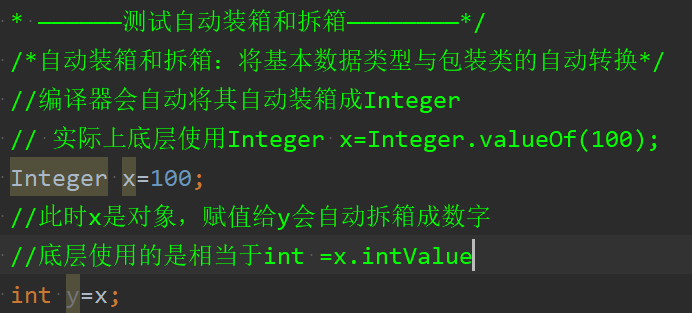 * ——————测试自动装箱和拆箱————————*/
/*自动装箱和拆箱：将基本数据类型与包装类的自动转换*/
//编译器会自动将其自动装箱成Integer
// 实际上底层使用Integer x=Integer.valueOf(100);
Integer x=100;
//此时x是对象，赋值给y会自动拆箱成数字
//底层使用的是相当于int =x.intValue
int y=x;